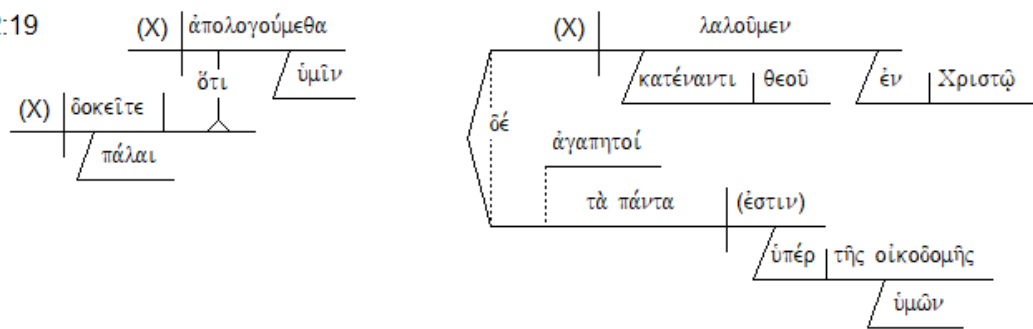 :19
(X) ἀπολογούμεθα
ὅτι ὑμῖν
(X) δοκεῖτε
πάλαι
(X) λαλοῦμεν
κατέναντι θεοῦ ἐν Χριστῷ
δέ
ἀγαπητοί
τὰ πάντα (ἐστιν)
ὑπέρ τῆς οἰκοδομῆς
ὑμῶν